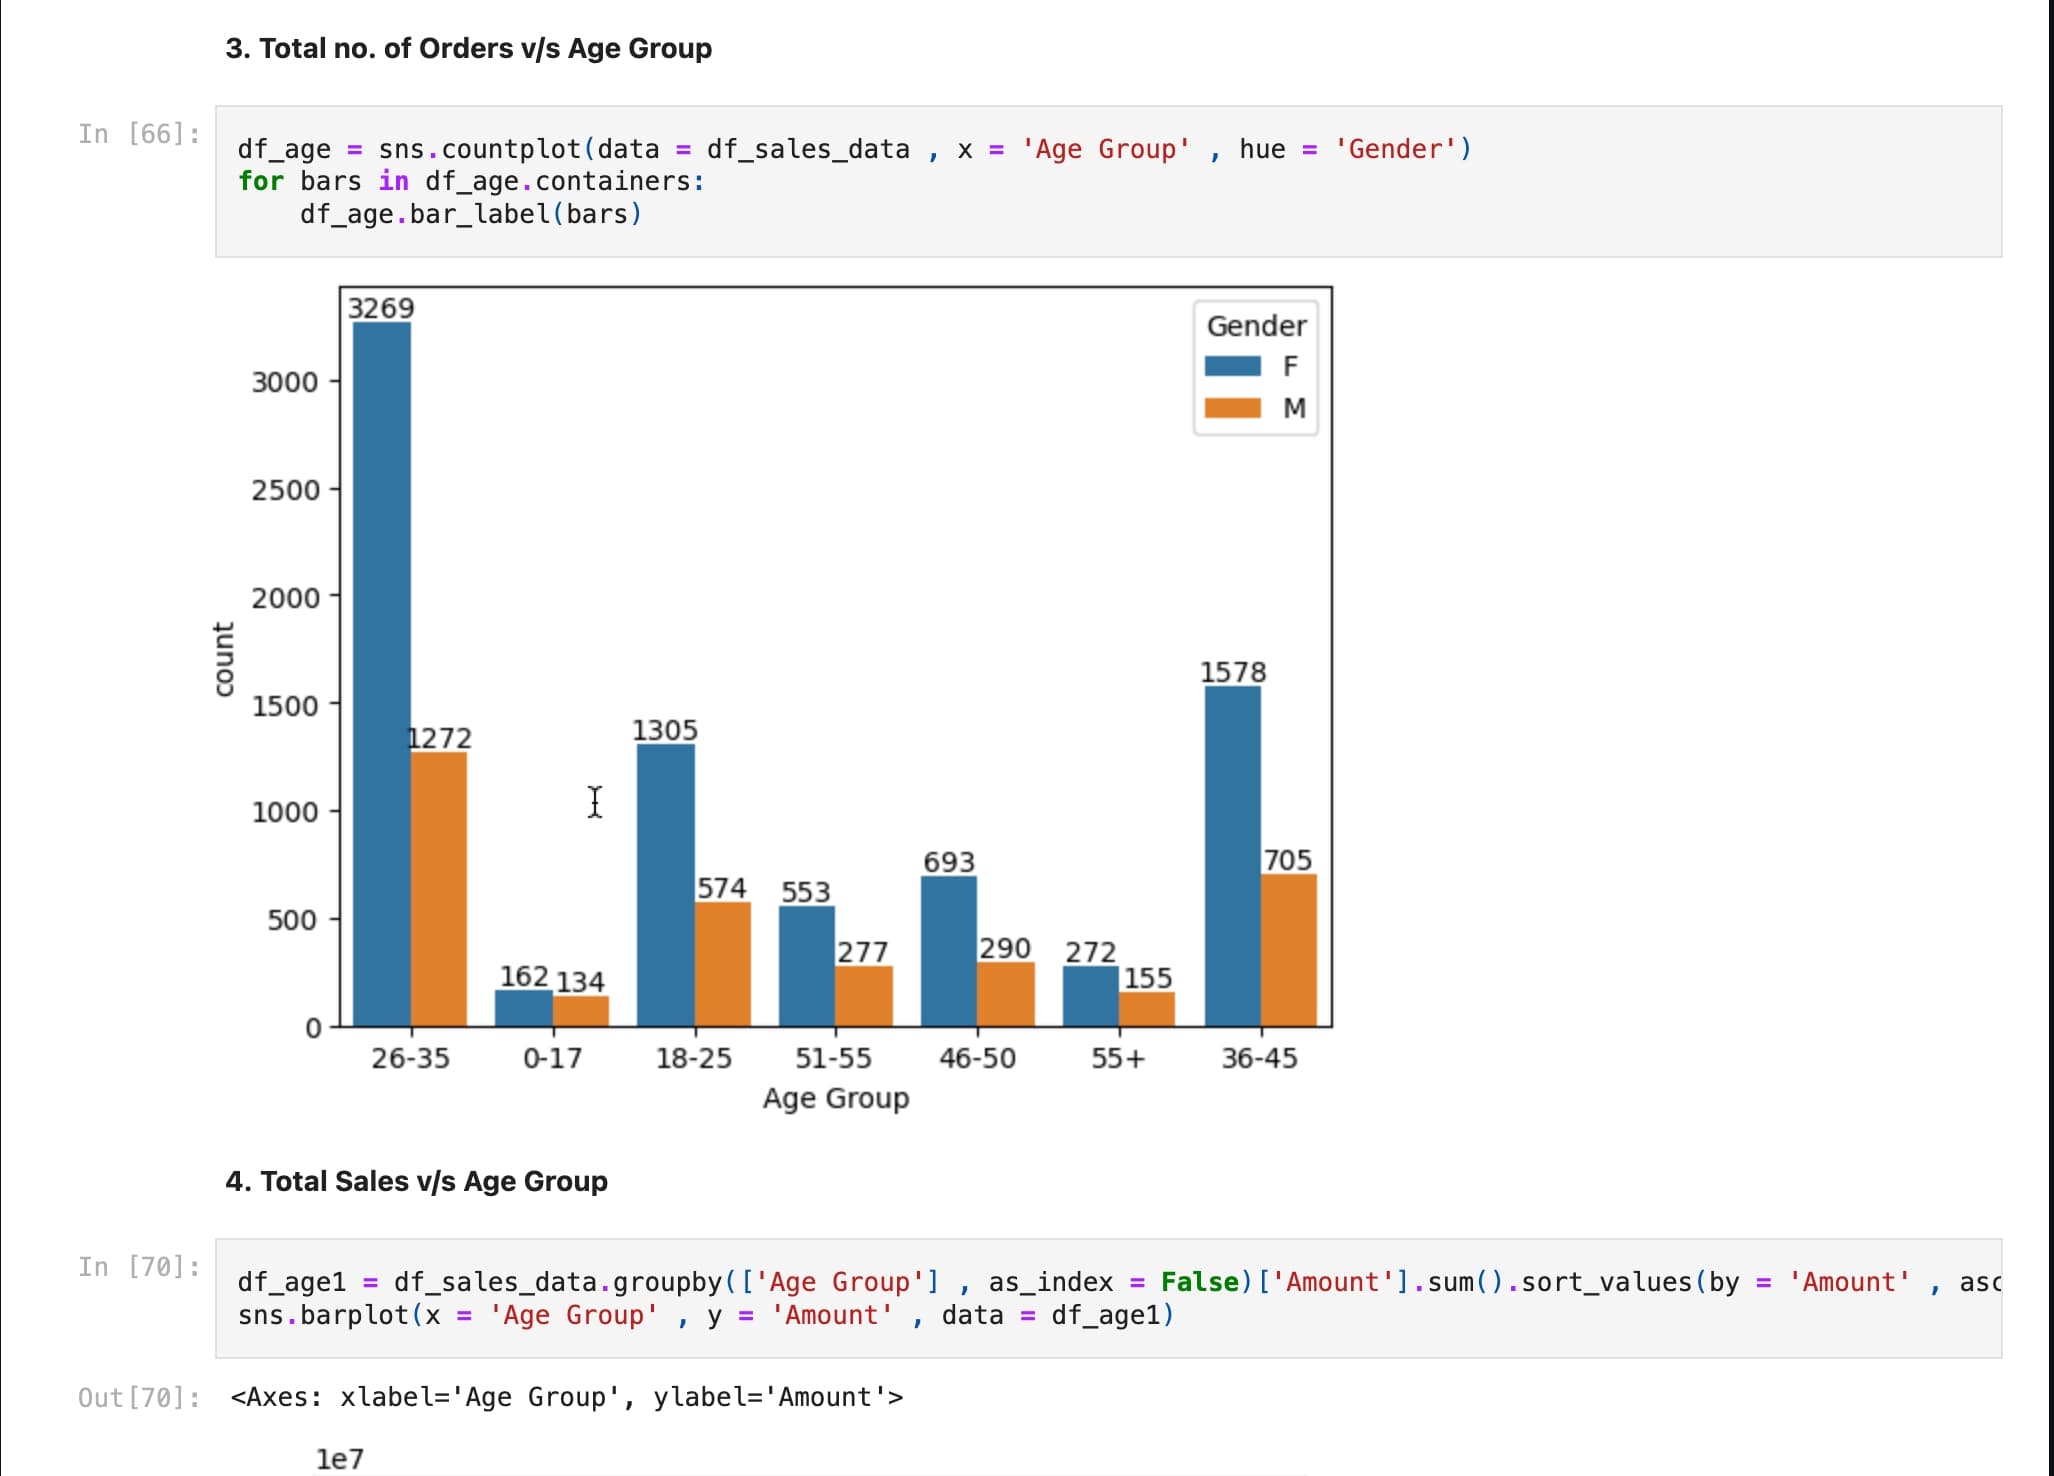 3. Total no. of Orders v/s Age Group
In [66]:
df_age = sns.countplot(data = df_sales_data , x = 'Age Group' , hue = 'Gender')
for bars in df_age.containers:
    df_age.bar_label(bars)
3269
Gender
F
M
3000
2500
2000
count
1578
1500
1272
1305
1000
693
705
574
553
500
277
290
272
162
134
155
0
26-35
0-17
18-25
51-55
46-50
55+
36-45
Age Group
4. Total Sales v/s Age Group
In [70]:
df_age1 = df_sales_data.groupby(['Age Group'] , as_index = False)['Amount'].sum().sort_values(by = 'Amount' , asc
sns.barplot(x = 'Age Group' , y = 'Amount' , data = df_age1)
Out[70]: <Axes: xlabel='Age Group', ylabel='Amount'>
1e7